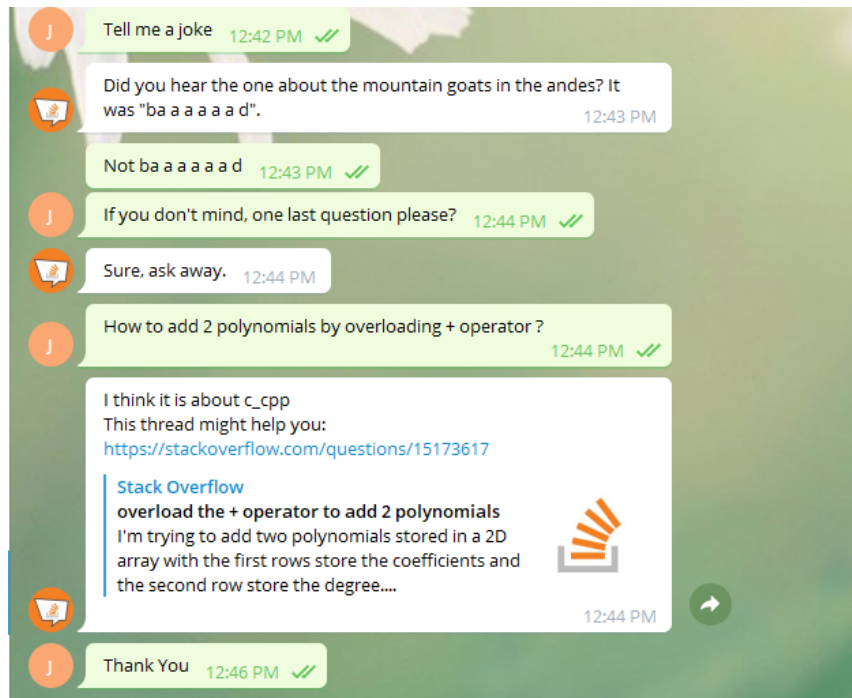 J
Tell me a joke 12:42 PM
Did you hear the one about the mountain goats in the andes? It
was "ba a a a a a d".
12:43 PM
Not ba a a a a a d 12:43 PM
J
If you don't mind, one last question please? 12:44 PM
Sure, ask away. 12:44 PM
J
How to add 2 polynomials by overloading + operator ?
12:44 PM
I think it is about c_cpp
This thread might help you:
https://stackoverflow.com/questions/15173617
Stack Overflow
overload the + operator to add 2 polynomials
I'm trying to add two polynomials stored in a 2D
array with the first rows store the coefficients and
the second row store the degree....
12:44 PM
J
Thank You 12:46 PM